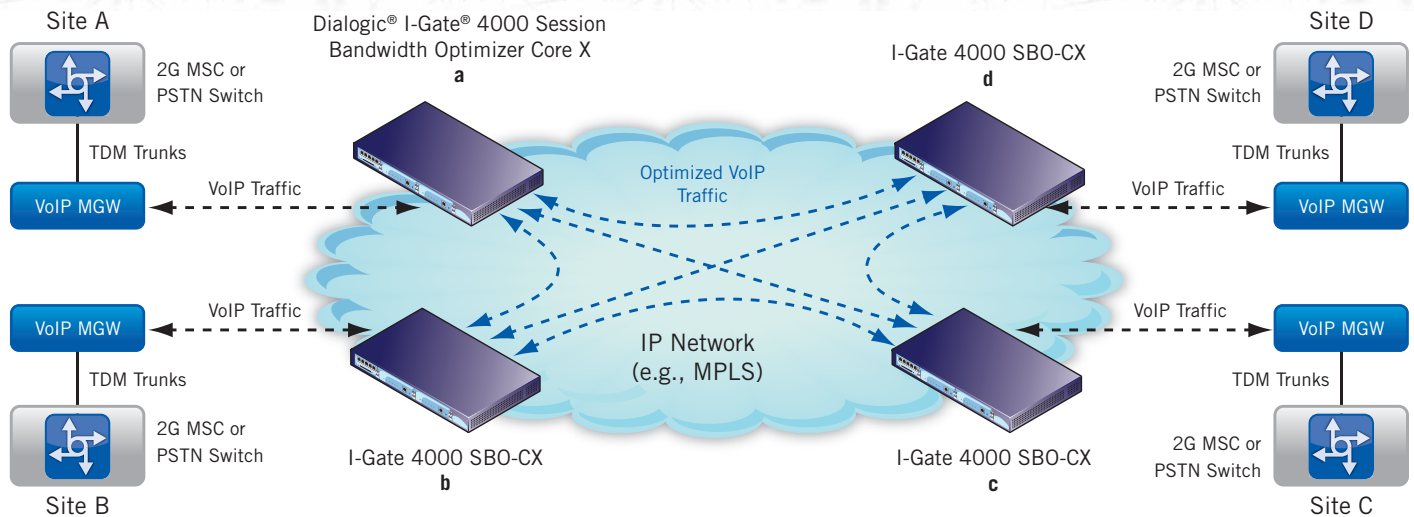 Site A
Dialogic® I-Gate® 4000 Session
Bandwidth Optimizer Core X
a
I-Gate 4000 SBO-CX
d
Site D
2G MSC or
PSTN Switch
2G MSC or
PSTN Switch
TDM Trunks
Optimized VoIP
Traffic
TDM Trunks
VoIP MGW
VoIP Traffic
VoIP Traffic
VoIP MGW
VoIP MGW
VoIP Traffic
VoIP Traffic
VoIP MGW
IP Network
(e.g., MPLS)
TDM Trunks
TDM Trunks
2G MSC or
PSTN Switch
2G MSC or
PSTN Switch
I-Gate 4000 SBO-CX
b
I-Gate 4000 SBO-CX
c
Site B
Site C